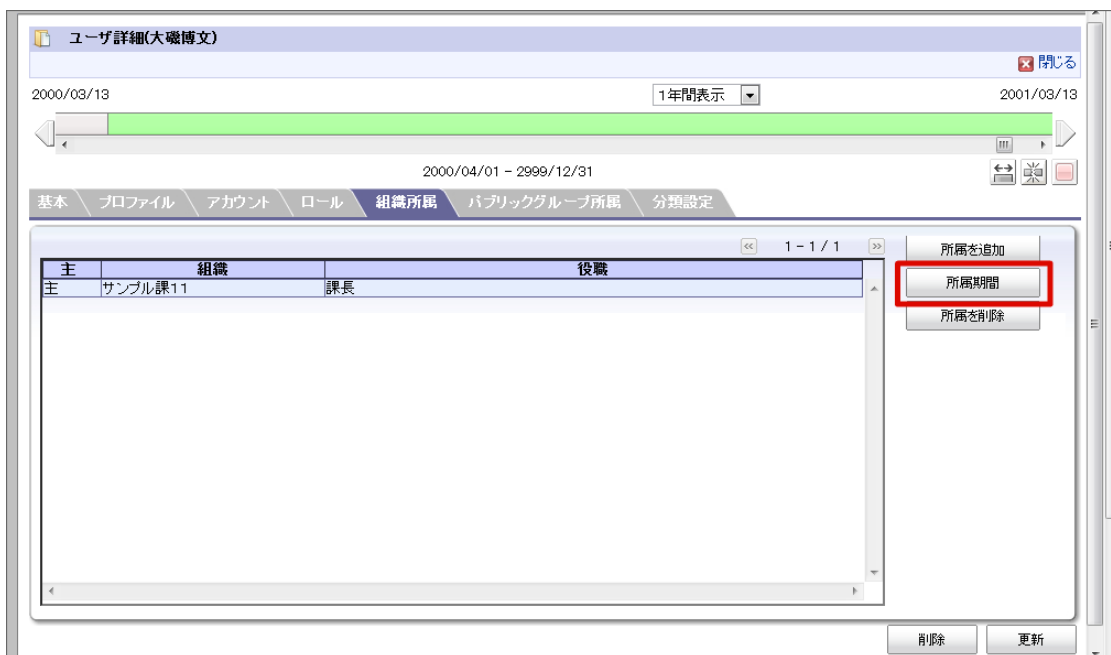 ユーザ詳細(大磯博文)
閉じる
2000/03/13 1年間表示 2001/03/13
2000/04/01 - 2999/12/31
基本 プロファイル アカウント ロール 組織所属 パブリックグループ所属 分類設定
1 - 1 / 1 所属を追加
主 組織 役職 所属期間
主 サンプル課11 課長
所属を削除
削除 更新